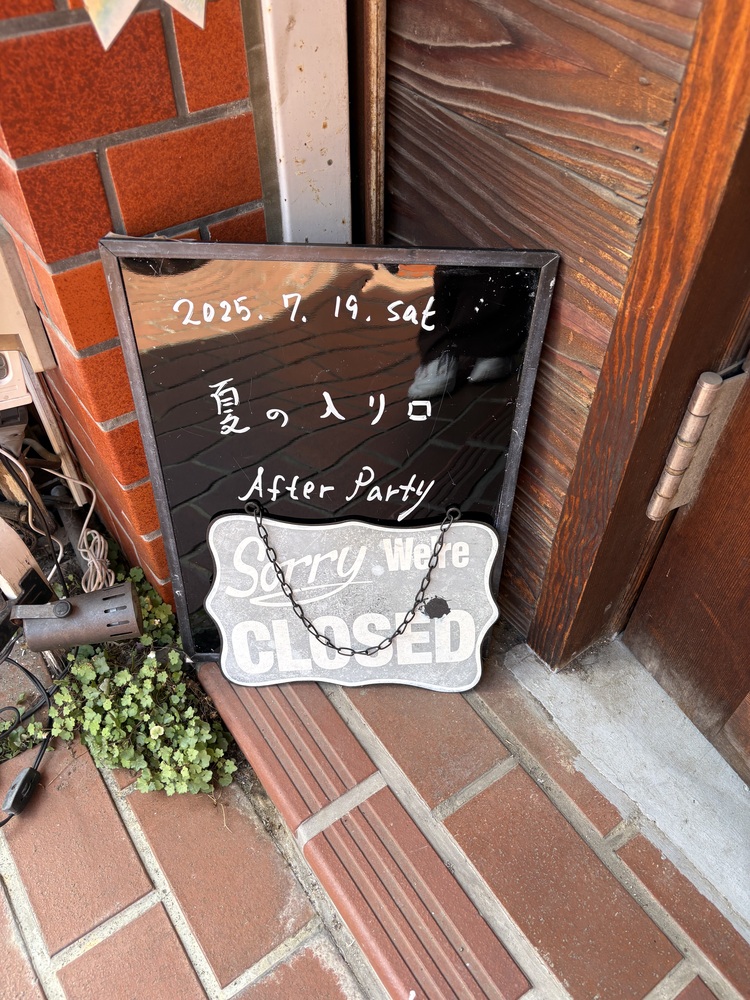 2025. 7. 19. sat
夏の入り口
After Party
Sorry We're
CLOSED